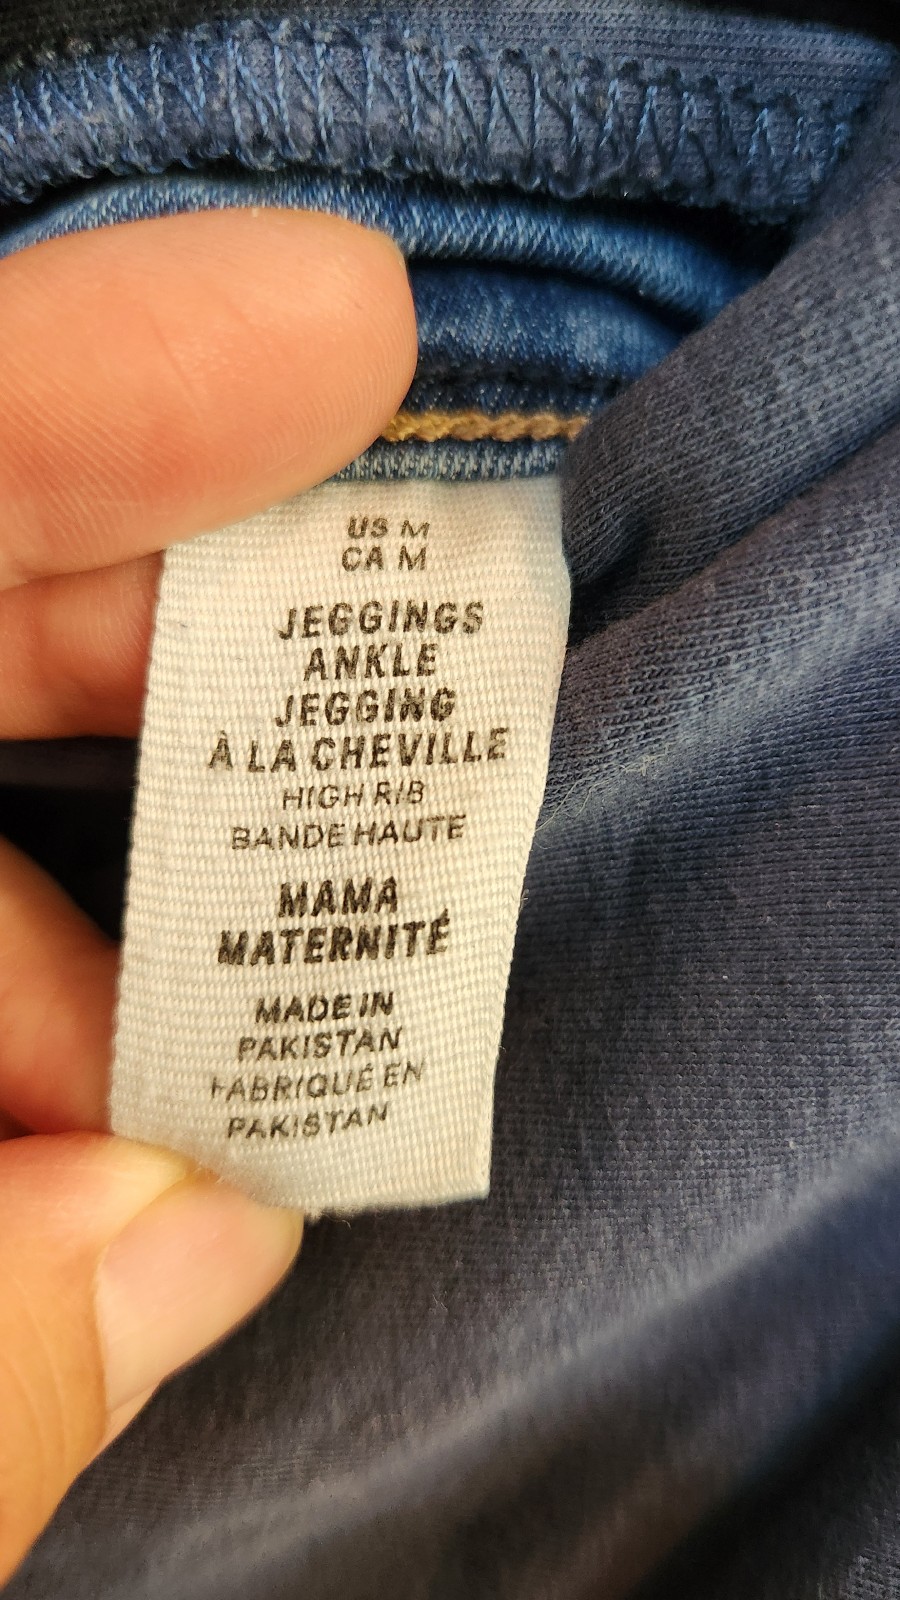 US M
CA M
JEGGINGS
ANKLE
JEGGING
À LA CHEVILLE
HIGH RIB
BANDE HAUTE
MAMA
MATERNITÉ
MADE IN
PAKISTAN
FABRIQUÉ EN
PAKISTAN